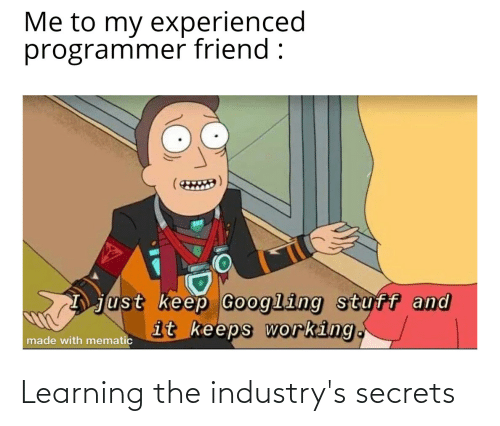 Me to my experienced
programmer friend :
I just keep Googling stuff and
it keeps working.
made with mematic
Learning the industry's secrets